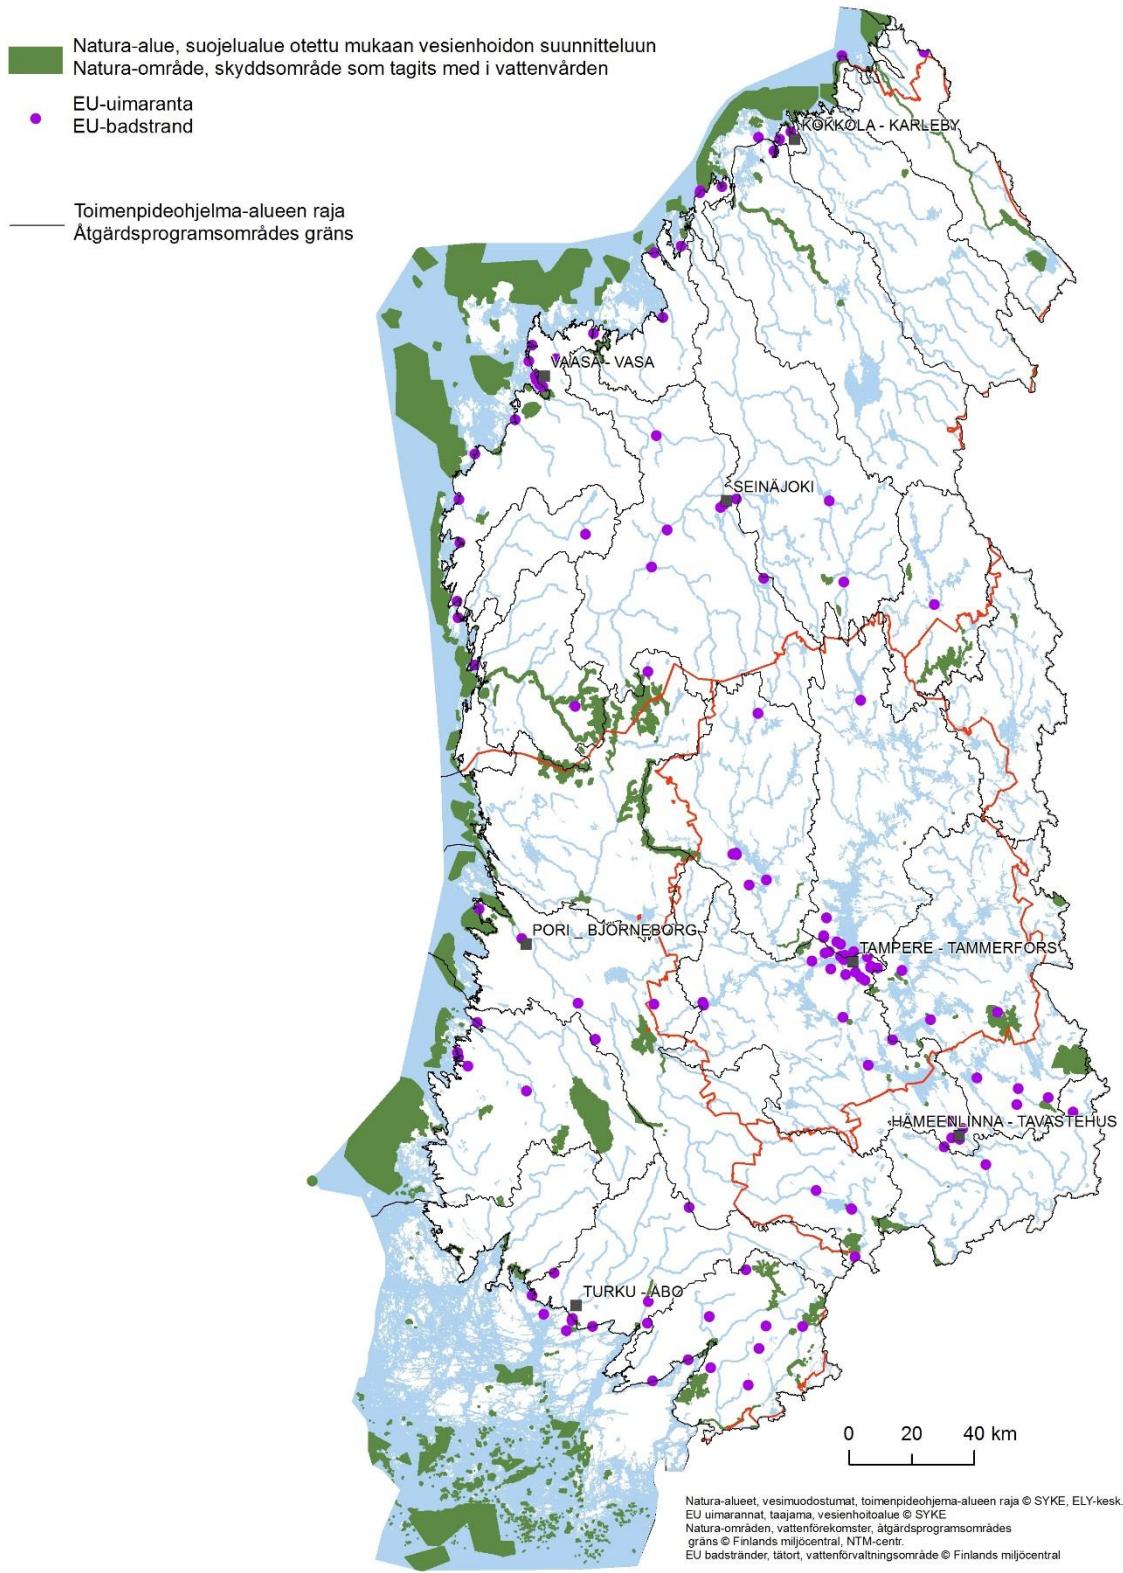 Natura-alue, suojelualue otettu mukaan vesienhoidon suunnitteluun
Natura-område, skyddsområde som tagits med i vattenvården
EU-uimaranta
EU-badstrand
Toimenpideohjelma-alueen raja
Åtgärdsprogramsområdes gräns
KOKKOLA - KARLEBY
VAASA - VASA
SEINÄJOKI
PORI _ BJÖRNEBORG
TAMPERE - TAMMERFORS
HÄMEENLINNA - TAVASTEHUS
TURKU - ÅBO
0 20 40 km
Natura-alueet, vesimuodostumat, toimenpideohjema-alueen raja © SYKE, ELY-kesk.
EU uimarannat, taajama, vesienhoitoalue © SYKE
Natura-områden, vattenförekomster, åtgärdsprogramsområdes
gräns © Finlands miljöcentral, NTM-centr.
EU badstränder, tätort, vattenförvaltningsområde © Finlands miljöcentral